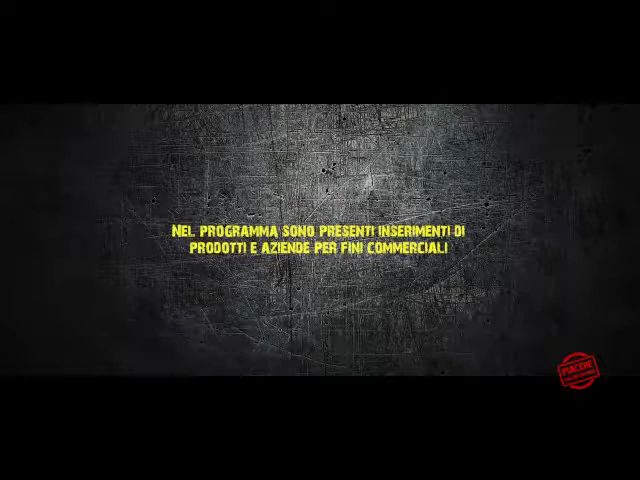 Nel programma sono presenti inserimenti di
prodotti e aziende per fini commerciali